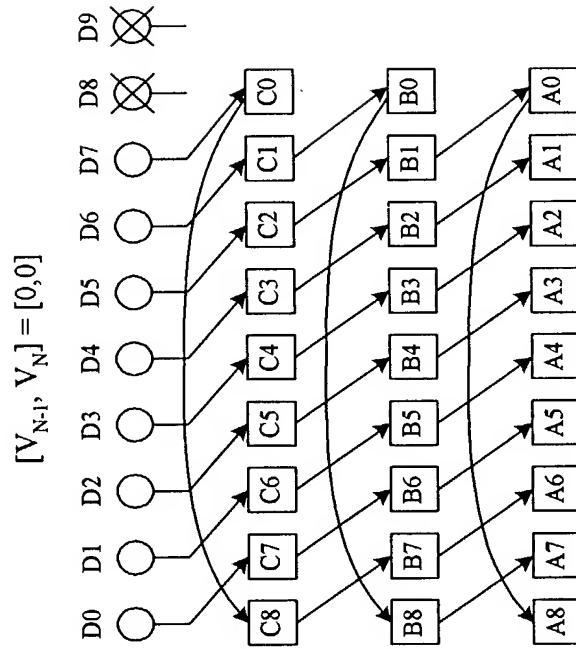 [V_{N-1}, V_N] = [0,0]
D0 D1 D2 D3 D4 D5 D6 D7 D8 D9
C8 C7 C6 C5 C4 C3 C2 C1 C0
B8 B7 B6 B5 B4 B3 B2 B1 B0
A8 A7 A6 A5 A4 A3 A2 A1 A0